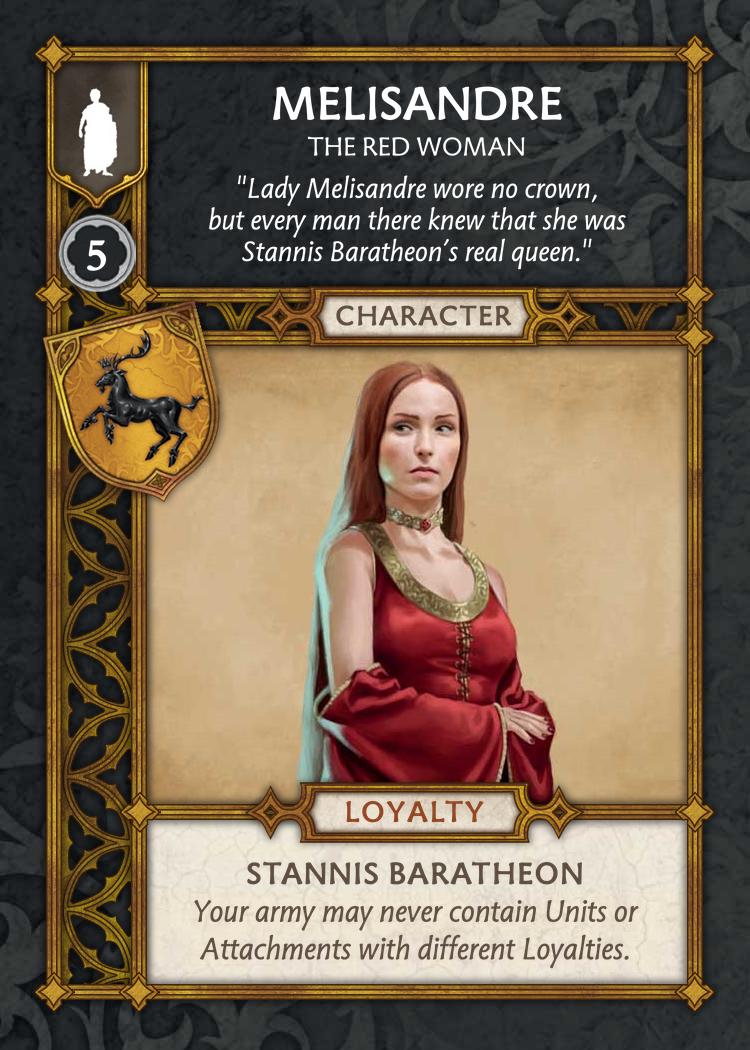 MELISANDRE
THE RED WOMAN
"Lady Melisandre wore no crown,
but every man there knew that she was
Stannis Baratheon's real queen."
5
CHARACTER
LOYALTY
STANNIS BARATHEON
Your army may never contain Units or
Attachments with different Loyalties.